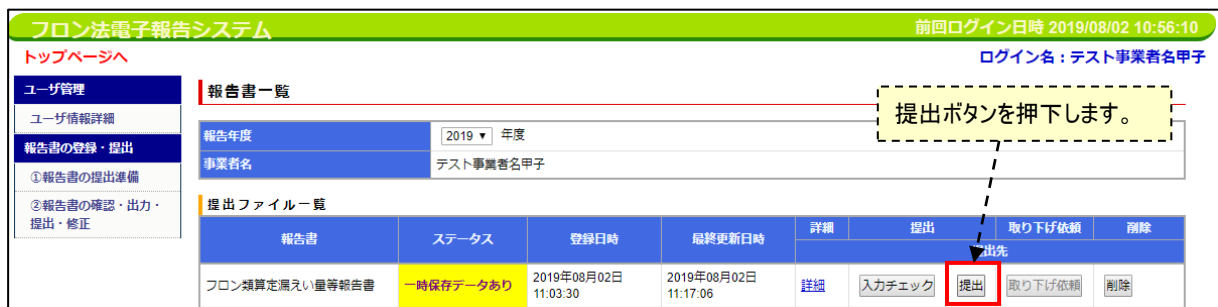 フロン法電子報告システム
前回ログイン日時 2019/08/02 10:56:10
トップページへ
ログイン名：テスト事業者名甲子
ユーザ管理
ユーザ情報詳細
報告書の登録・提出
①報告書の提出準備
②報告書の確認・出力・
提出・修正
報告書一覧
提出ボタンを押下します。
報告年度 2019 ▼ 年度
事業者名 テスト事業者名甲子
提出ファイル一覧
報告書 ステータス 登録日時 最終更新日時 詳細 提出 取り下げ依頼 削除
出先
フロン類算定漏えい量等報告書 一時保存データあり 2019年08月02日 2019年08月02日 詳細 入力チェック 提出 取り下げ依頼 削除
11:03:30 11:17:06